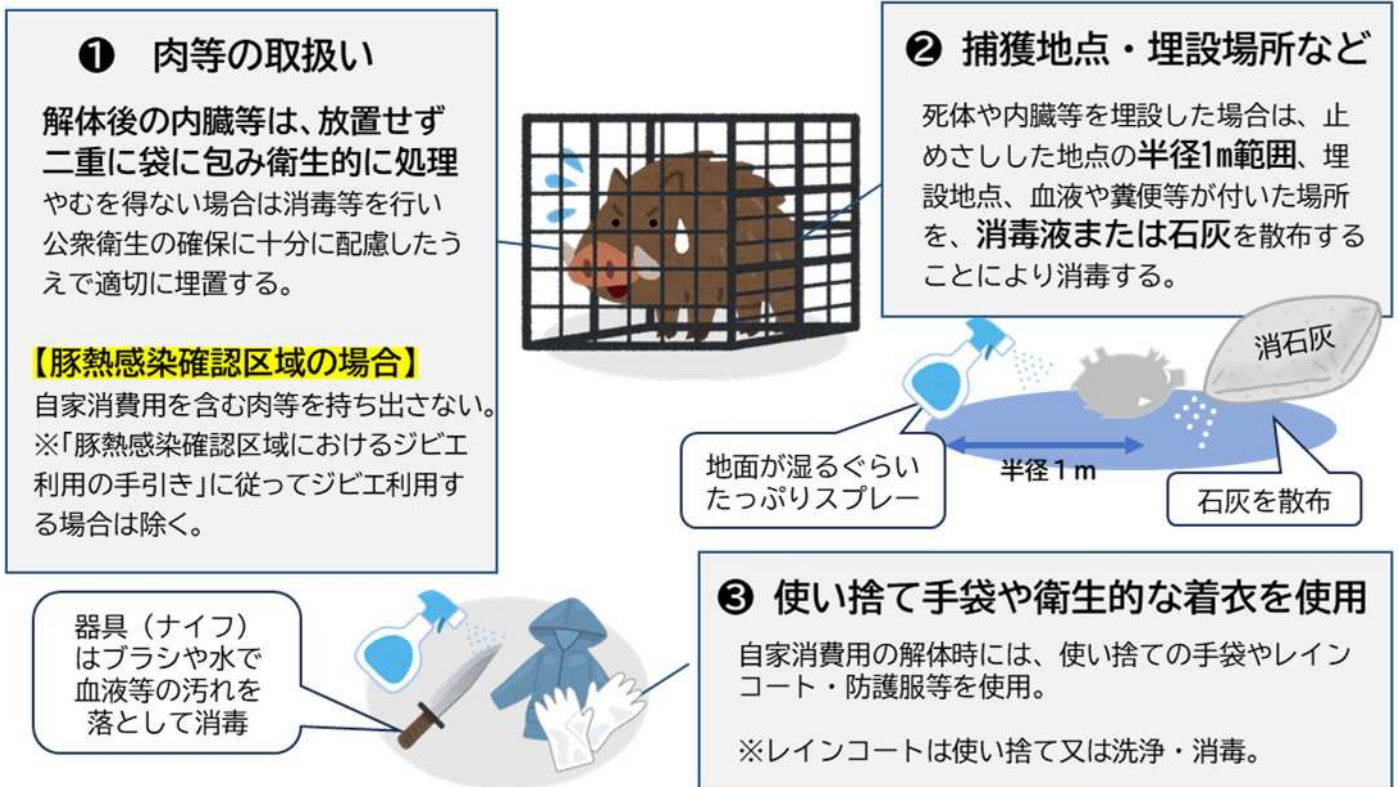 ❶ 肉等の取扱い
解体後の内臓等は、放置せず
二重に袋に包み衛生的に処理
やむを得ない場合は消毒等を行い
公衆衛生の確保に十分に配慮したう
えで適切に埋置する。
【豚熱感染確認区域の場合】
自家消費用を含む肉等を持ち出さない。
※「豚熱感染確認区域におけるジビエ
利用の手引き」に従ってジビエ利用す
る場合は除く。
❷ 捕獲地点・埋設場所など
死体や内臓等を埋設した場合は、止
めさしした地点の半径1m範囲、埋
設地点、血液や糞便等が付いた場所
を、消毒液または石灰を散布する
ことにより消毒する。
消石灰
地面が湿るぐらい
たっぷりスプレー
半径1m
石灰を散布
器具(ナイフ)
はブラシや水で
血液等の汚れを
落として消毒
❸ 使い捨て手袋や衛生的な着衣を使用
自家消費用の解体時には、使い捨ての手袋やレイン
コート・防護服等を使用。
※レインコートは使い捨て又は洗浄・消毒。